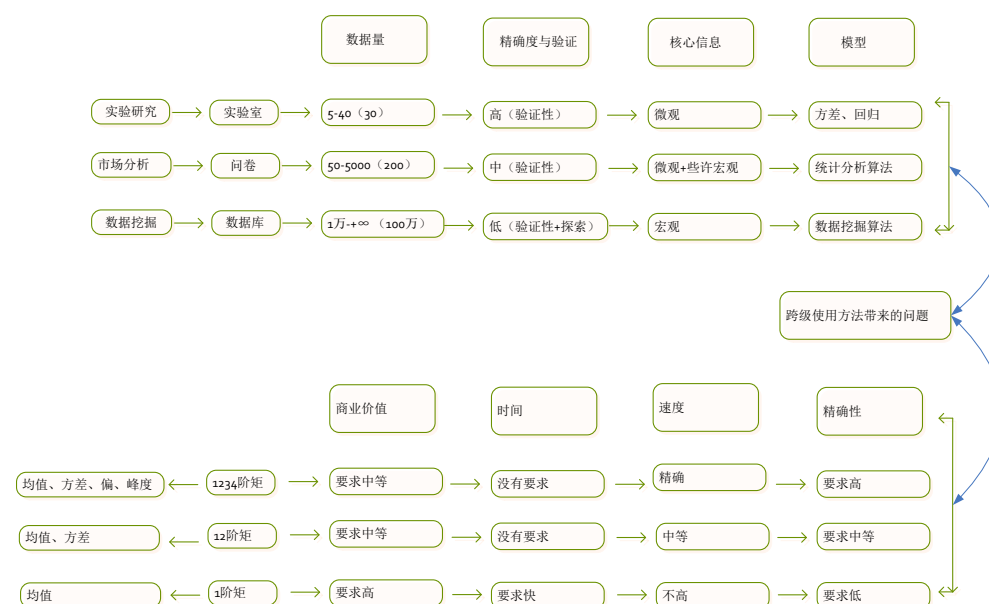 数据量
精确度与验证
核心信息
模型
实验研究
实验室
5-40（30）
高（验证性）
微观
方差、回归
市场分析
问卷
50-5000（200）
中（验证性）
微观+些许宏观
统计分析算法
数据挖掘
数据库
1万-+∞ （100万）
低（验证性+探索）
宏观
数据挖掘算法
跨级使用方法带来的问题
商业价值
时间
速度
精确性
均值、方差、偏、峰度
1234阶矩
要求中等
没有要求
精确
要求高
均值、方差
12阶矩
要求中等
没有要求
中等
要求中等
均值
1阶矩
要求高
要求快
不高
要求低